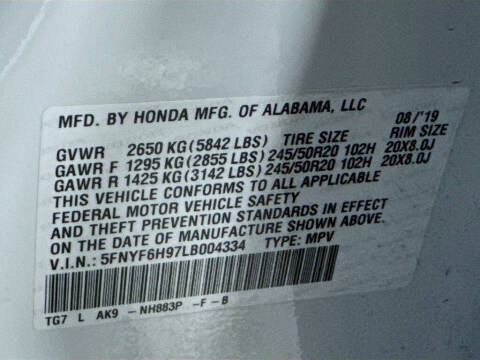 MFD. BY HONDA MFG. OF ALABAMA, LLC 08/'19
GVWR 2650 KG(5842 LBS) TIRE SIZE RIM SIZE
GAWR F 1295 KG(2855 LBS) 245/50R20 102H 20X8.0J
GAWR R 1425 KG(3142 LBS) 245/50R20 102H 20X8.0J
THIS VEHICLE CONFORMS TO ALL APPLICABLE
FEDERAL MOTOR VEHICLE SAFETY
AND THEFT PREVENTION STANDARDS IN EFFECT
ON THE DATE OF MANUFACTURE SHOWN ABOVE.
V.I.N.: 5FNYF6H97LB004334 TYPE: MPV
TG7 L AK9 -NH883P -F-B